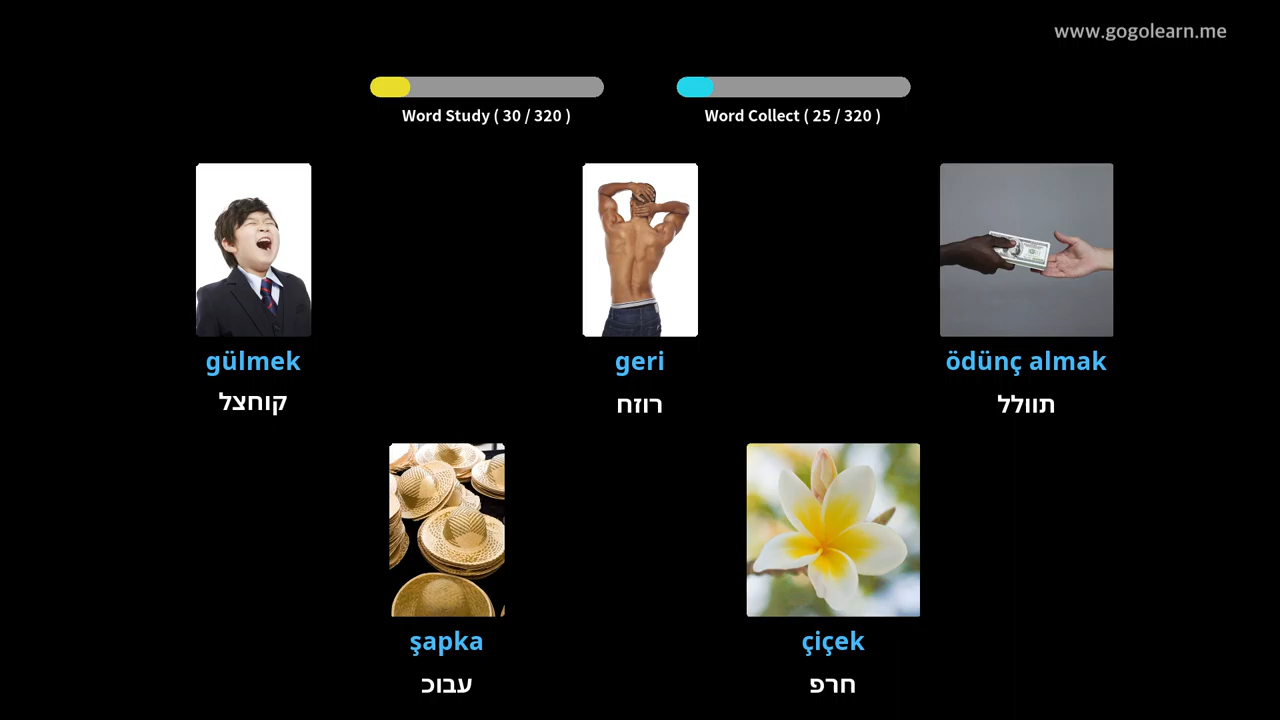 www.gogolearn.me
Word Study ( 30 / 320 )
Word Collect ( 25 / 320 )
gülmek
קוחצל
geri
רוזח
ödünç almak
תוולל
şapka
עבוכ
çiçek
חרפ